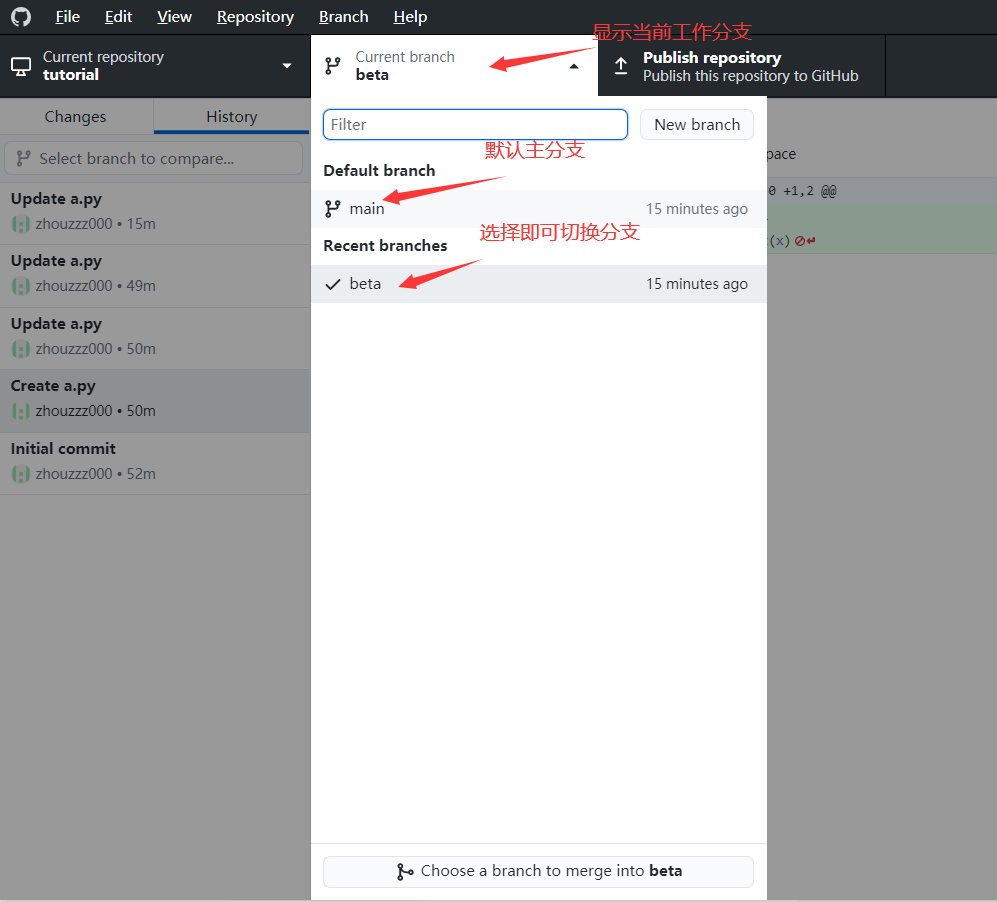 File Edit View Repository Branch Help
显示当前工作分支
Current repository
tutorial
Current branch
beta
Publish repository
Publish this repository to GitHub
Changes History
Filter
New branch
Select branch to compare...
默认主分支
Default branch
main 15 minutes ago
选择即可切换分支
Recent branches
beta 15 minutes ago
Update a.py
zhouzzz000 • 15m
Update a.py
zhouzzz000 • 49m
Update a.py
zhouzzz000 • 50m
Create a.py
zhouzzz000 • 50m
Initial commit
zhouzzz000 • 52m
pace
0 +1,2 @@
(x)
Choose a branch to merge into beta